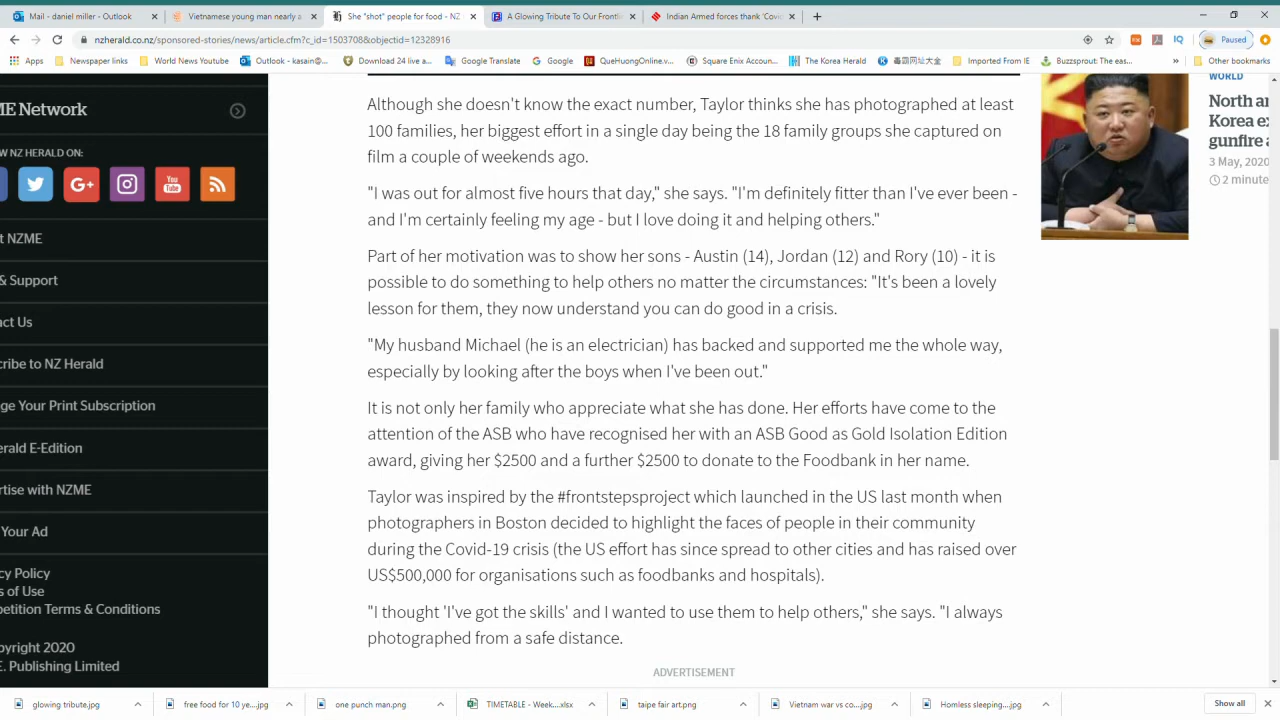 Mail - daniel miller - Outlook
Vietnamese young man nearly a
She "shot" people for food - NZ
A Glowing Tribute To Our Frontli
Indian Armed forces thank 'Covi
nzherald.co.nz/sponsored-stories/news/article.cfm?c_id=1503708&objectid=12328916
IQ
Paused
Apps
Newspaper links
World News Youtube
Outlook - kasain@...
Download 24 live a...
Google Translate
Google
QueHuongOnline.v...
Square Enix Accou...
The Korea Herald
毒霸网址大全
Imported From IE
Buzzsprout: The eas...
»
Other bookmarks
ME Network
W NZ HERALD ON:
G+
You
Tube
t NZME
& Support
act Us
cribe to NZ Herald
ge Your Print Subscription
erald E-Edition
rtise with NZME
Your Ad
cy Policy
s of Use
petition Terms & Conditions
pyright 2020
E. Publishing Limited
Although she doesn't know the exact number, Taylor thinks she has photographed at least
100 families, her biggest effort in a single day being the 18 family groups she captured on
film a couple of weekends ago.
"I was out for almost five hours that day," she says. "I'm definitely fitter than I've ever been -
and I'm certainly feeling my age - but I love doing it and helping others."
Part of her motivation was to show her sons - Austin (14), Jordan (12) and Rory (10) - it is
possible to do something to help others no matter the circumstances: "It's been a lovely
lesson for them, they now understand you can do good in a crisis.
"My husband Michael (he is an electrician) has backed and supported me the whole way,
especially by looking after the boys when I've been out."
It is not only her family who appreciate what she has done. Her efforts have come to the
attention of the ASB who have recognised her with an ASB Good as Gold Isolation Edition
award, giving her $2500 and a further $2500 to donate to the Foodbank in her name.
Taylor was inspired by the #frontstepsproject which launched in the US last month when
photographers in Boston decided to highlight the faces of people in their community
during the Covid-19 crisis (the US effort has since spread to other cities and has raised over
US$500,000 for organisations such as foodbanks and hospitals).
"I thought 'I've got the skills' and I wanted to use them to help others," she says. "I always
photographed from a safe distance.
ADVERTISEMENT
WORLD
North an
Korea ex
gunfire a
3 May, 2020
2 minute
glowing tribute.jpg
free food for 10 ye....jpg
one punch man.png
TIMETABLE - Week....xlsx
taipe fair art.png
Vietnam war vs co....jpg
Homless sleeping....jpg
Show all